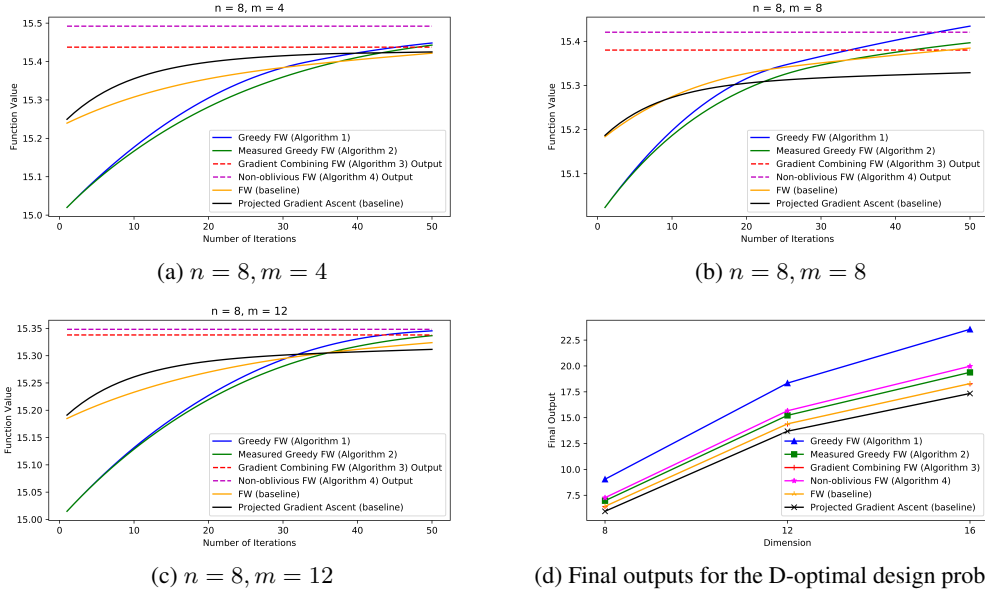 n = 8, m = 4
Function Value
15.5
15.4
15.3
15.2
15.1
15.0
Greedy FW (Algorithm 1)
Measured Greedy FW (Algorithm 2)
Gradient Combining FW (Algorithm 3) Output
Non-oblivious FW (Algorithm 4) Output
FW (baseline)
Projected Gradient Ascent (baseline)
0 10 20 30 40 50
Number of Iterations
(a) n = 8, m = 4
n = 8, m = 8
Function Value
15.4
15.3
15.2
15.1
Greedy FW (Algorithm 1)
Measured Greedy FW (Algorithm 2)
Gradient Combining FW (Algorithm 3) Output
Non-oblivious FW (Algorithm 4) Output
FW (baseline)
Projected Gradient Ascent (baseline)
0 10 20 30 40 50
Number of Iterations
(b) n = 8, m = 8
n = 8, m = 12
Function Value
15.35
15.30
15.25
15.20
15.15
15.10
15.05
15.00
Greedy FW (Algorithm 1)
Measured Greedy FW (Algorithm 2)
Gradient Combining FW (Algorithm 3) Output
Non-oblivious FW (Algorithm 4) Output
FW (baseline)
Projected Gradient Ascent (baseline)
0 10 20 30 40 50
Number of Iterations
(c) n = 8, m = 12
Final Output
22.5
20.0
17.5
15.0
12.5
10.0
7.5
Greedy FW (Algorithm 1)
Measured Greedy FW (Algorithm 2)
Gradient Combining FW (Algorithm 3)
Non-oblivious FW (Algorithm 4)
FW (baseline)
Projected Gradient Ascent (baseline)
8 12 16
Dimension
(d) Final outputs for the D-optimal design prob